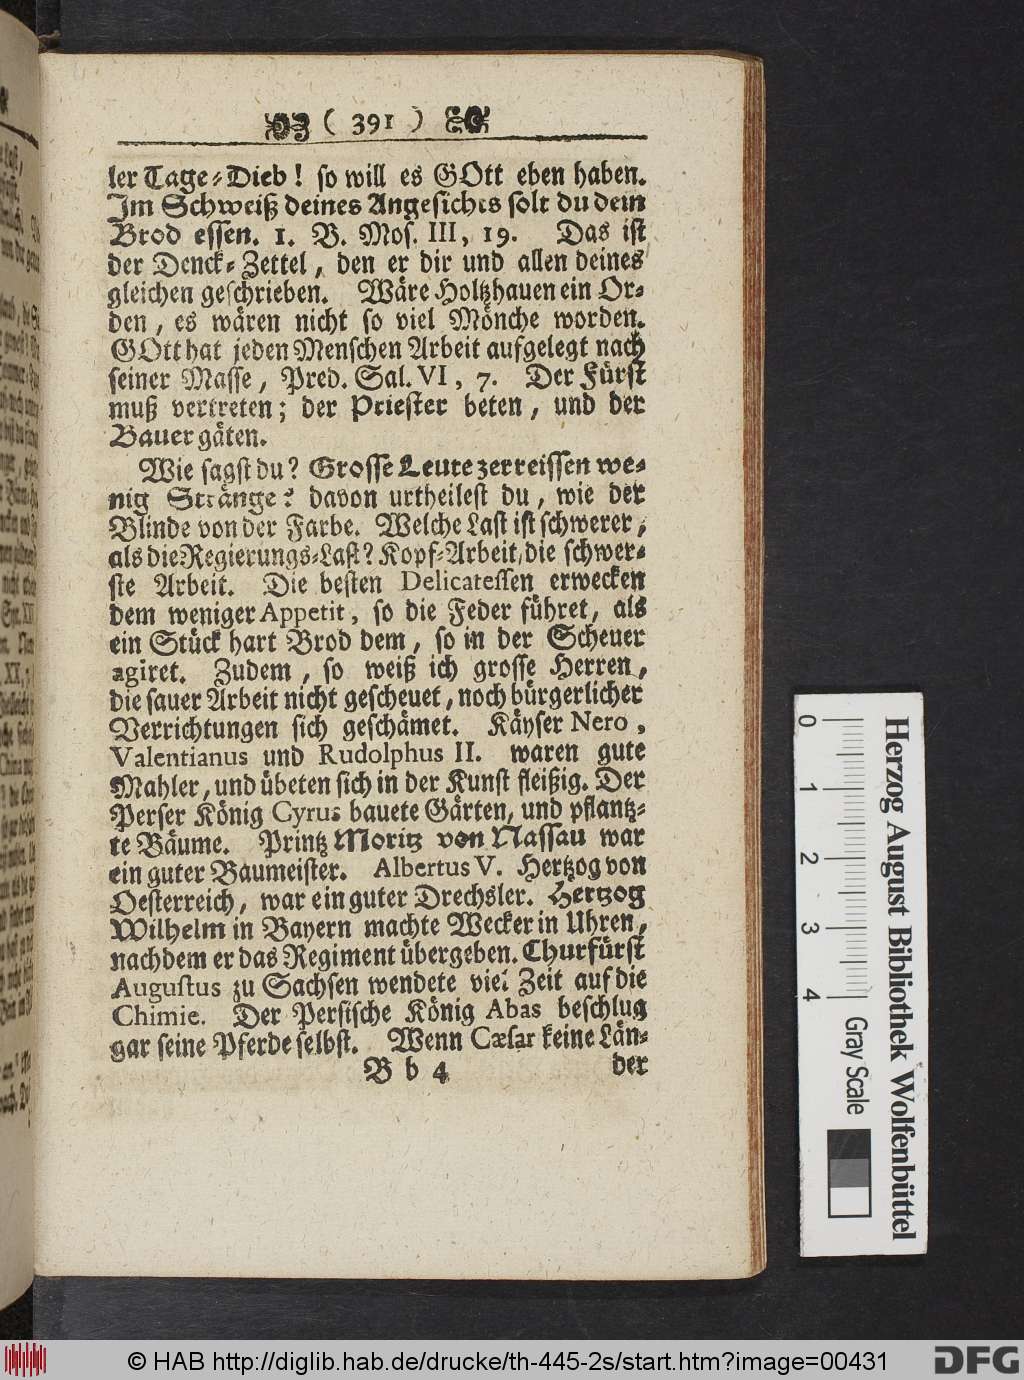 ( 391 )
ler Tage-Dieb! so will es GOtt eben haben.
Im Schweiß deines Angesichts solt du dein
Brod essen. 1. B. Mos. III, 19. Das ist
der Denck-Zettel, den er dir und allen deines
gleichen geschrieben. Wäre Holtzhauen ein Or-
den, es wären nicht so viel Mönche worden.
GOtt hat jeden Menschen Arbeit aufgelegt nach
seiner Masse, Pred. Sal. VI, 7. Der Fürst
muß vertreten; der Priester beten, und der
Bauer gäten.
Wie sagst du? Grosse Leute zerreissen we-
nig Stränge? davon urtheilest du, wie der
Blinde von der Farbe. Welche Last ist schwerer,
als die Regierungs-Last? Kopf-Arbeit, die schwer-
ste Arbeit. Die besten Delicatessen erwecken
dem weniger Appetit, so die Feder führet, als
ein Stück hart Brod dem, so in der Scheuer
agiret. Zudem, so weiß ich grosse Herren,
die sauer Arbeit nicht gescheuet, noch bürgerlicher
Verrichtungen sich geschämet. Käyser Nero,
Valentianus und Rudolphus II. waren gute
Mahler, und übeten sich in der Kunst fleißig. Der
Perser König Cyrus bauete Gärten, und pflantz-
te Bäume. Printz Moritz von Nassau war
ein guter Baumeister. Albertus V. Hertzog von
Oesterreich, war ein guter Drechsler. Hertzog
Wilhelm in Bayern machte Wecker in Uhren,
nachdem er das Regiment übergeben. Churfürst
Augustus zu Sachsen wendete viel Zeit auf die
Chimie. Der Persische König Abas beschlug
gar seine Pferde selbst. Wenn Cæsar keine Län-
B b 4 der
0 1 2 3 4
Herzog August Bibliothek Wolfenbüttel
Gray Scale
© HAB http://diglib.hab.de/drucke/th-445-2s/start.htm?image=00431
DFG